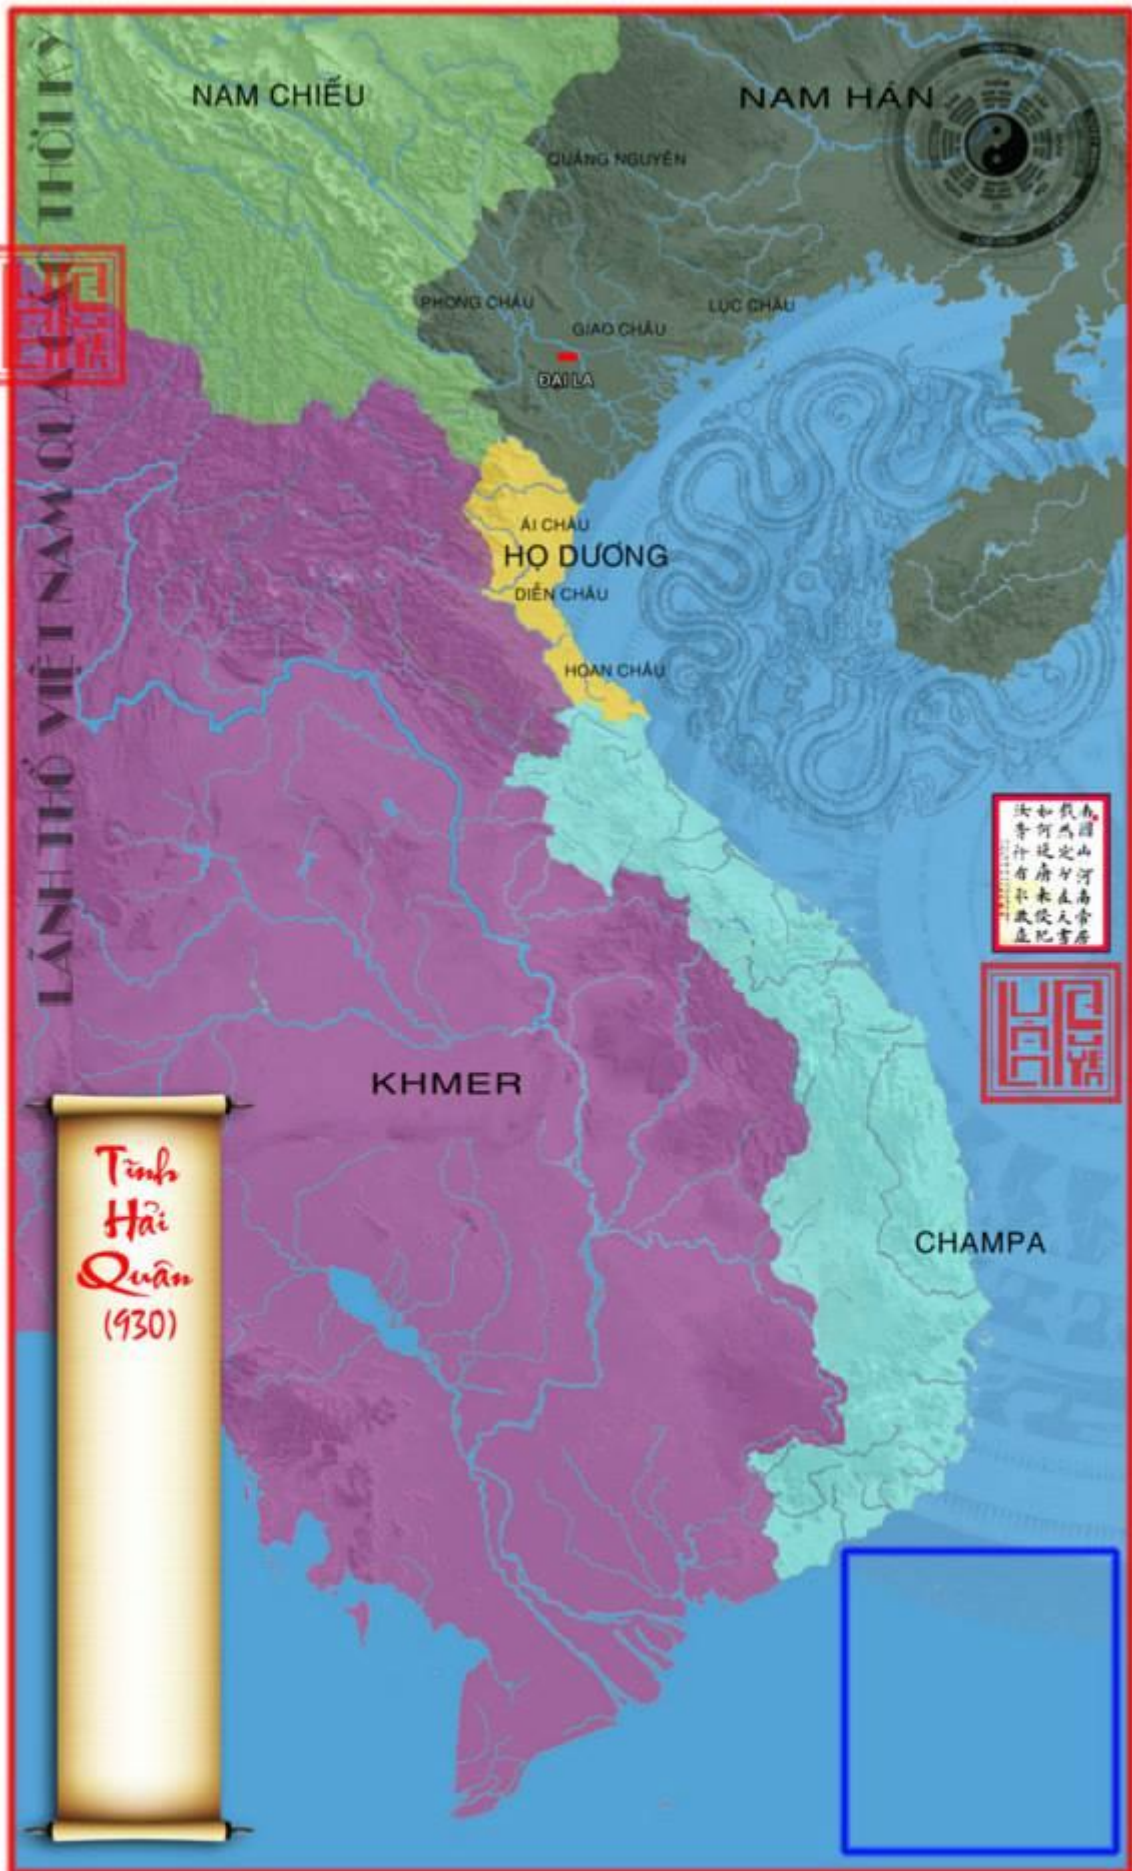 NAM CHIẾU
NAM HÁN
QUẢNG NGUYÊN
PHONG CHÂU
LỤC CHÂU
GIAO CHÂU
ĐẠI LA
ÁI CHÂU
HỌ DƯƠNG
DIỄN CHÂU
HOAN CHÂU
KHMER
CHAMPA
LÃNH THỔ VIỆT NAM QUA
THỜI KỲ
Tĩnh
Hải
Quân
(930)